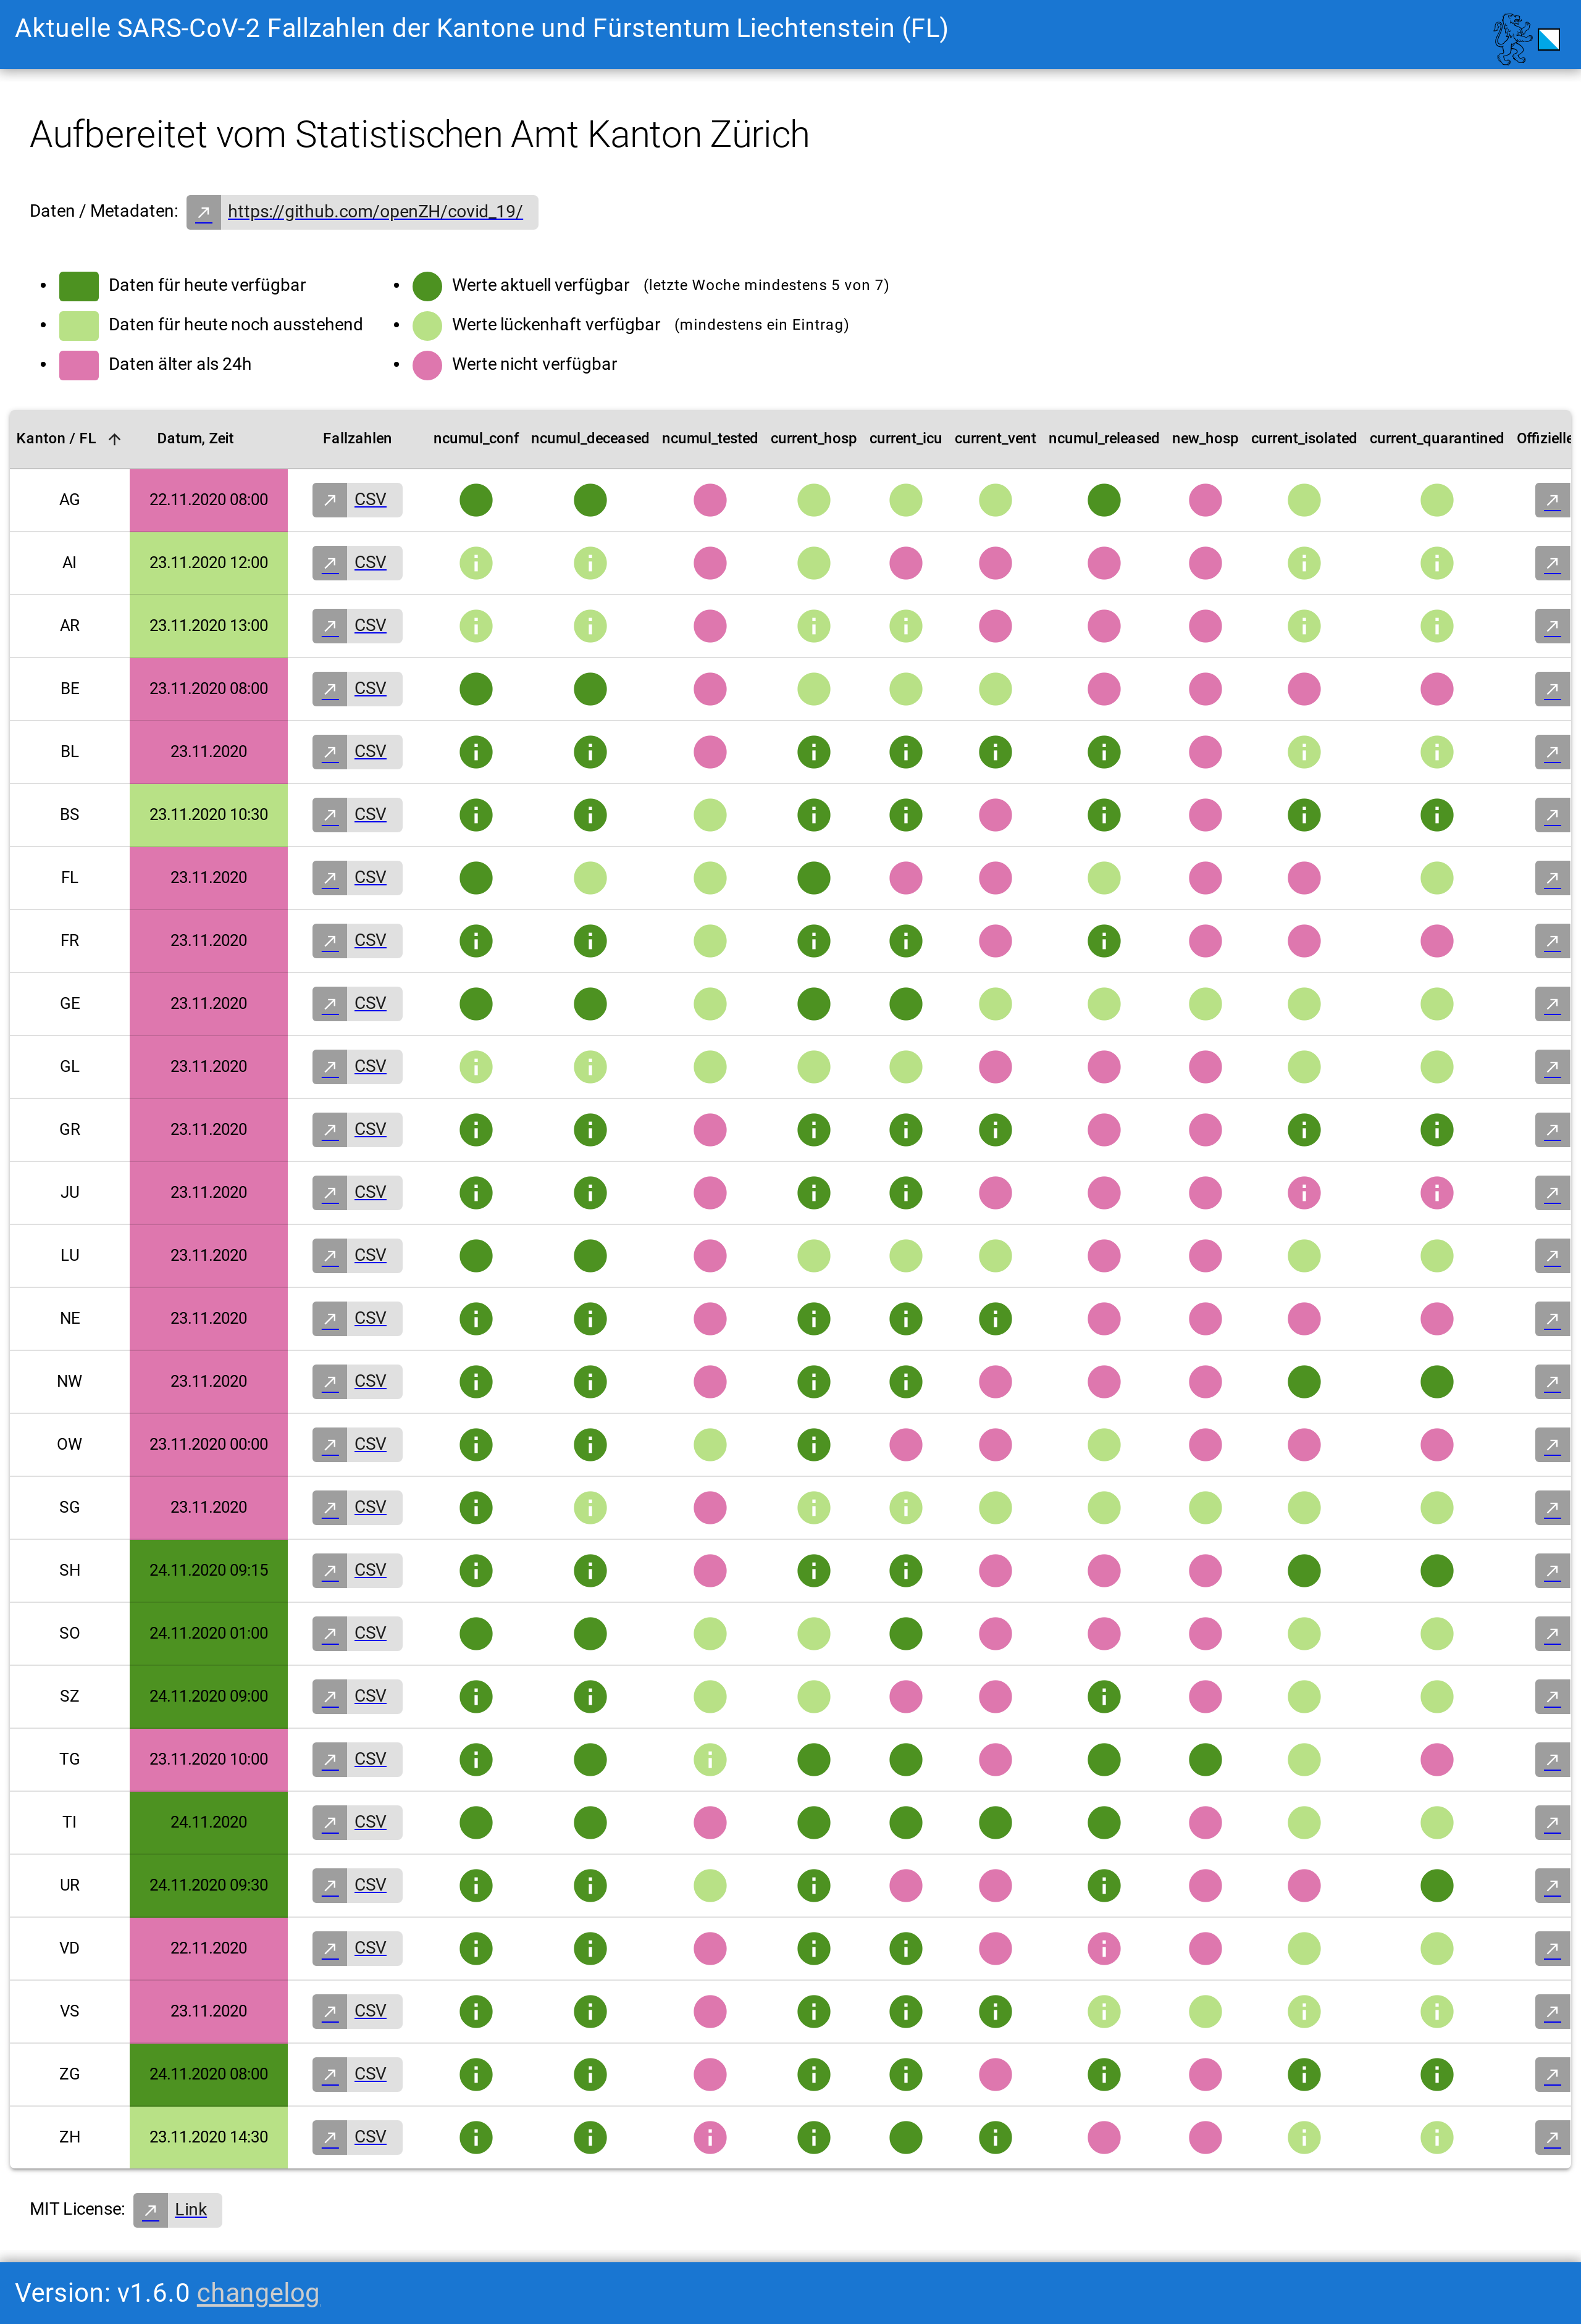 Aktuelle SARS-CoV-2 Fallzahlen der Kantone und Fürstentum Liechtenstein (FL)
Aufbereitet vom Statistischen Amt Kanton Zürich
Daten / Metadaten: https://github.com/openZH/covid_19/
Daten für heute verfügbar
Daten für heute noch ausstehend
Daten älter als 24h
Werte aktuell verfügbar (letzte Woche mindestens 5 von 7)
Werte lückenhaft verfügbar (mindestens ein Eintrag)
Werte nicht verfügbar
Kanton / FL Datum, Zeit Fallzahlen ncumul_conf ncumul_deceased ncumul_tested current_hosp current_icu current_vent ncumul_released new_hosp current_isolated current_quarantined Offizielle
AG 22.11.2020 08:00 CSV
AI 23.11.2020 12:00 CSV
AR 23.11.2020 13:00 CSV
BE 23.11.2020 08:00 CSV
BL 23.11.2020 CSV
BS 23.11.2020 10:30 CSV
FL 23.11.2020 CSV
FR 23.11.2020 CSV
GE 23.11.2020 CSV
GL 23.11.2020 CSV
GR 23.11.2020 CSV
JU 23.11.2020 CSV
LU 23.11.2020 CSV
NE 23.11.2020 CSV
NW 23.11.2020 CSV
OW 23.11.2020 00:00 CSV
SG 23.11.2020 CSV
SH 24.11.2020 09:15 CSV
SO 24.11.2020 01:00 CSV
SZ 24.11.2020 09:00 CSV
TG 23.11.2020 10:00 CSV
TI 24.11.2020 CSV
UR 24.11.2020 09:30 CSV
VD 22.11.2020 CSV
VS 23.11.2020 CSV
ZG 24.11.2020 08:00 CSV
ZH 23.11.2020 14:30 CSV
MIT License: Link
Version: v1.6.0 changelog